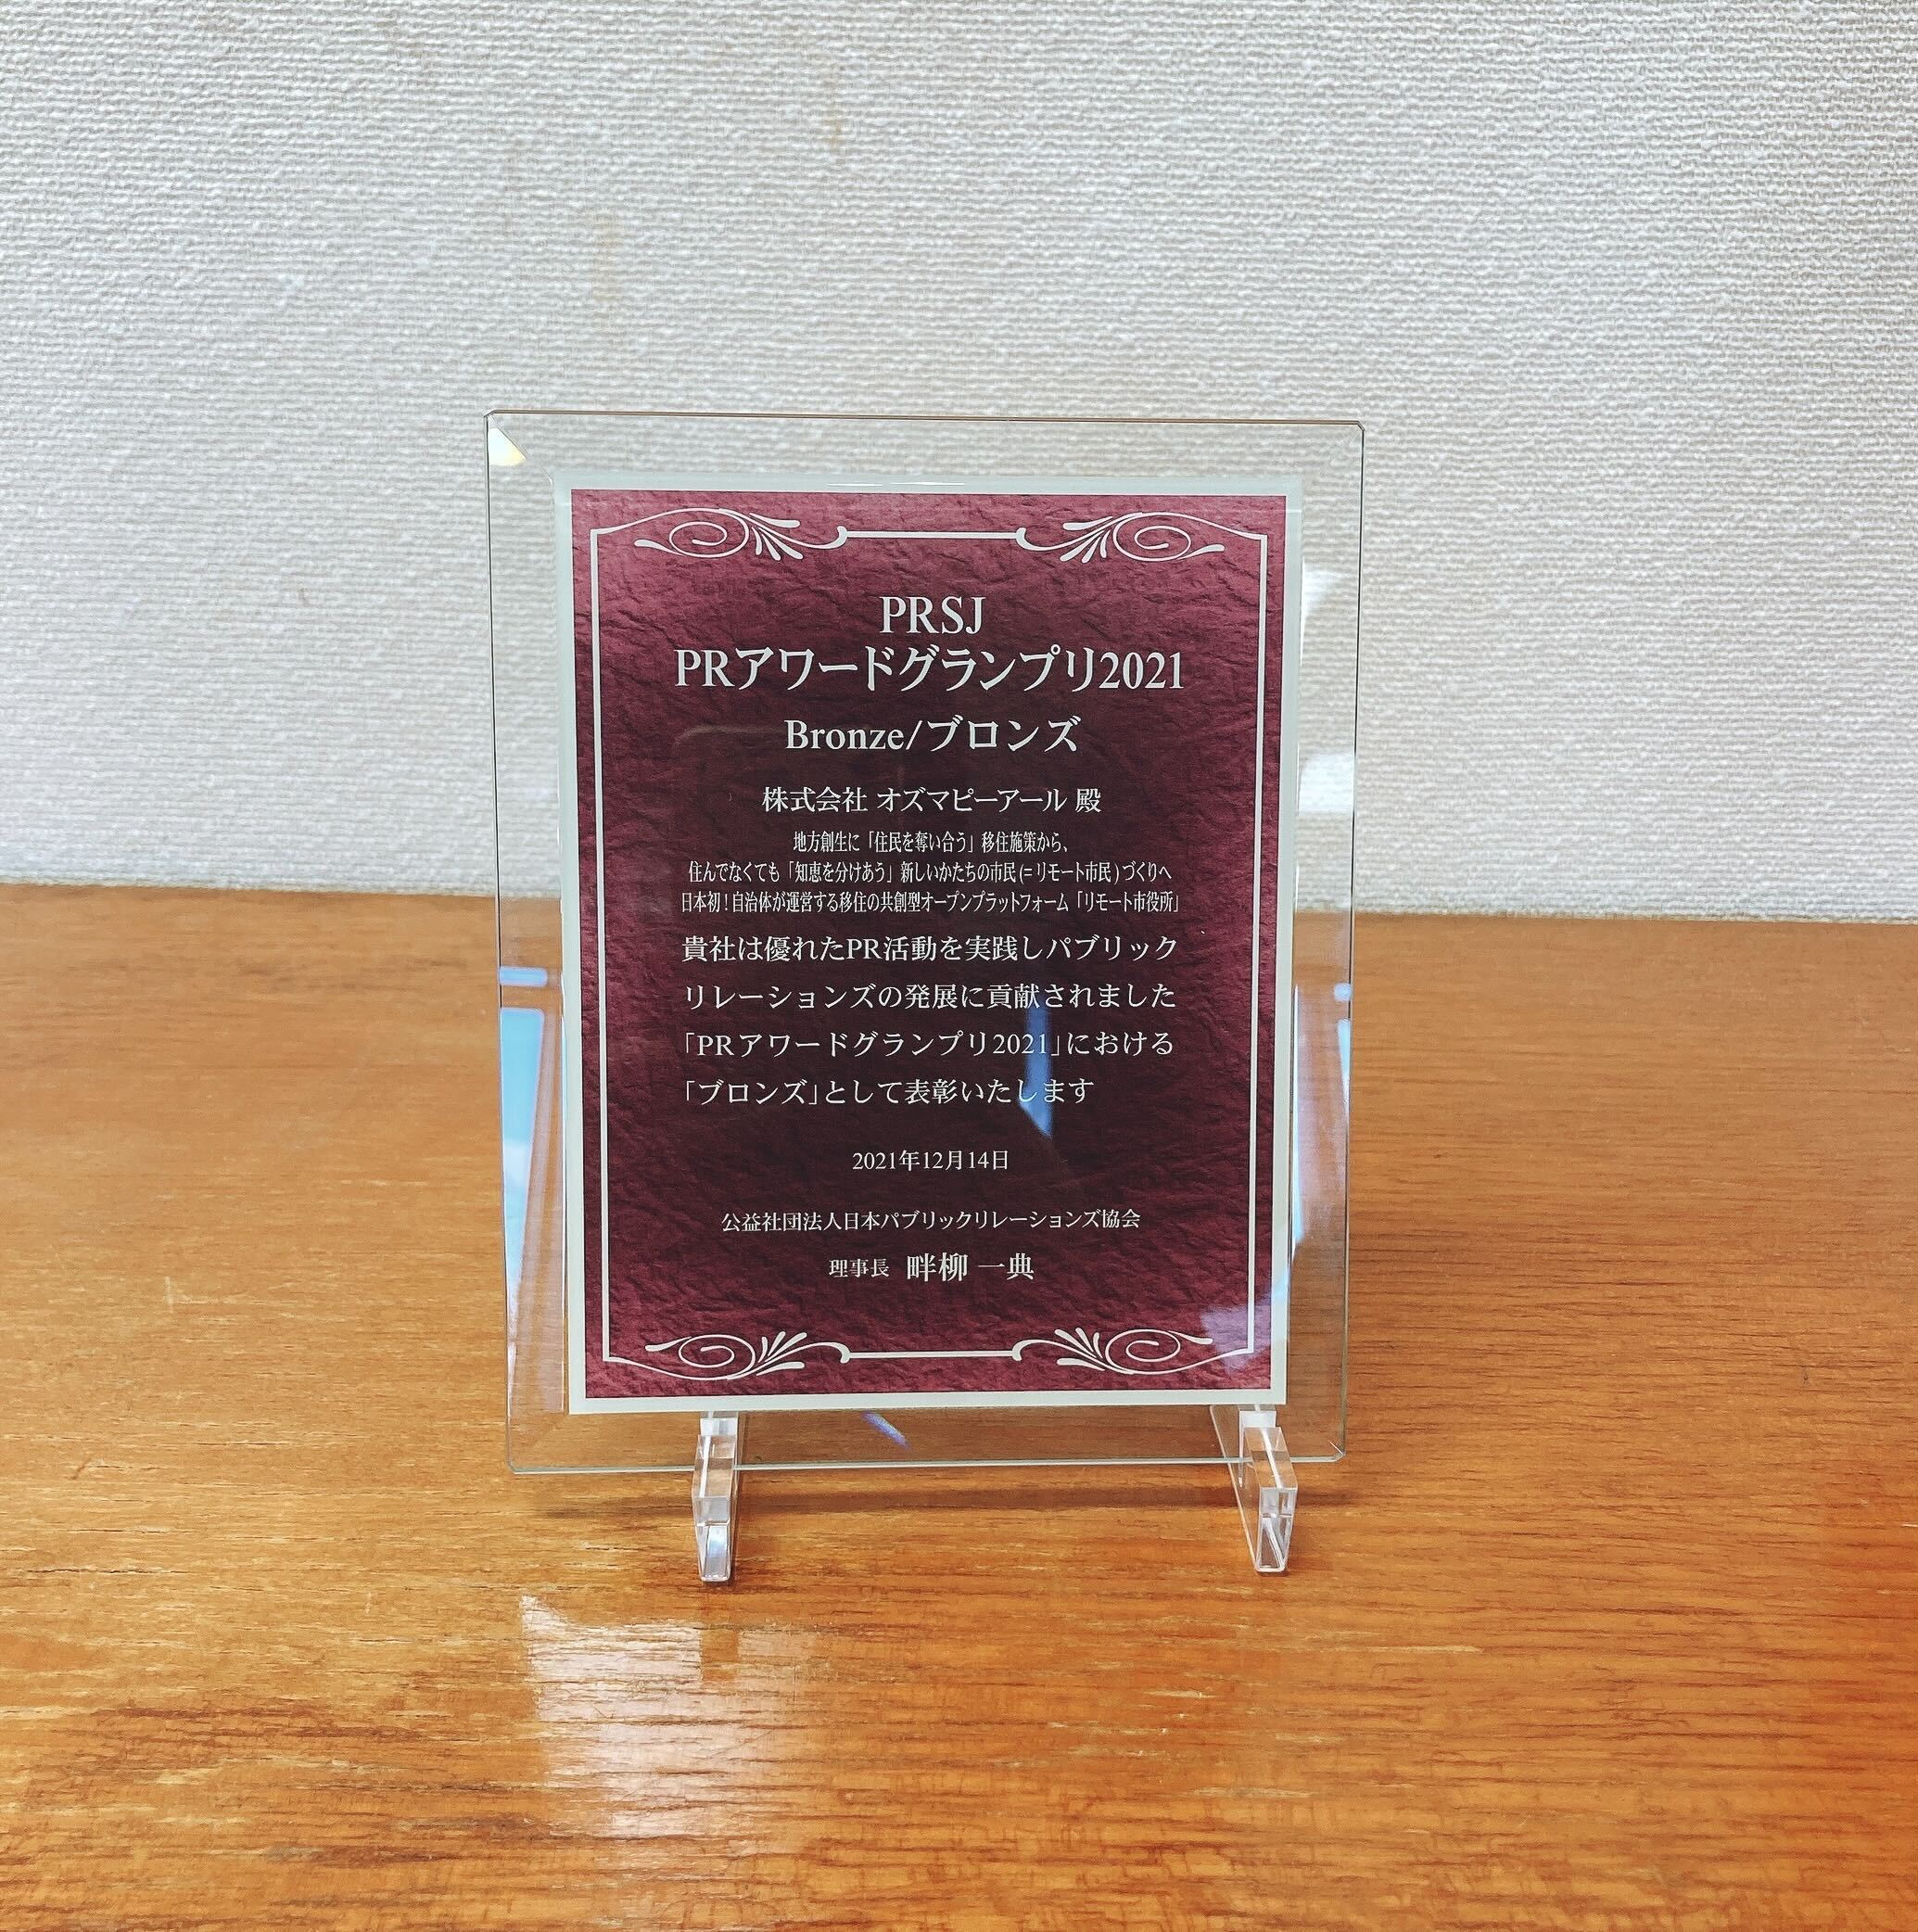 PRSJ
PRアワードグランプリ2021
Bronze/ブロンズ
株式会社 オズマピーアール 殿
地方創生に「住民を奪い合う」移住施策から、
住んでなくても「知恵を分けあう」新しいかたちの市民(=リモート市民)づくりへ
日本初!自治体が運営する移住の共創型オープンプラットフォーム「リモート市役所」
貴社は優れたPR活動を実践しパブリック
リレーションズの発展に貢献されました
「PRアワードグランプリ2021」における
「ブロンズ」として表彰いたします
2021年12月14日
公益社団法人日本パブリックリレーションズ協会
理事長 畔柳 一典